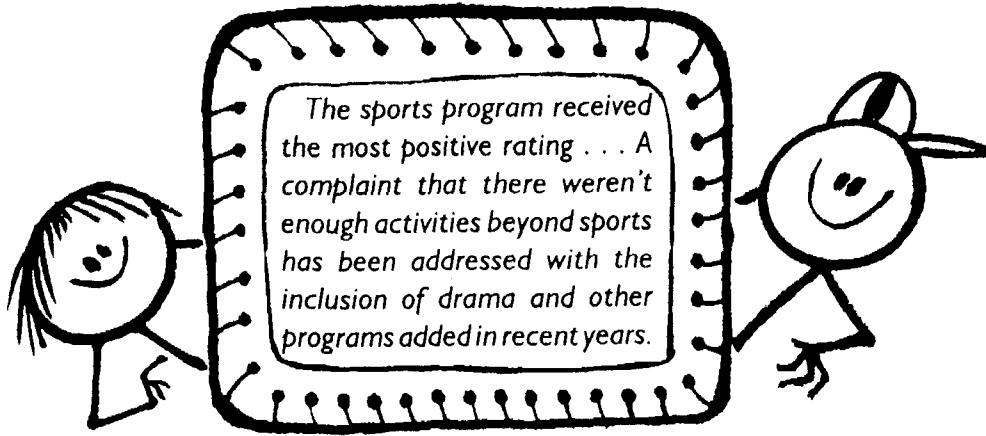 The sports program received
the most positive rating . . . A
complaint that there weren't
enough activities beyond sports
has been addressed with the
inclusion of drama and other
programs added in recent years.